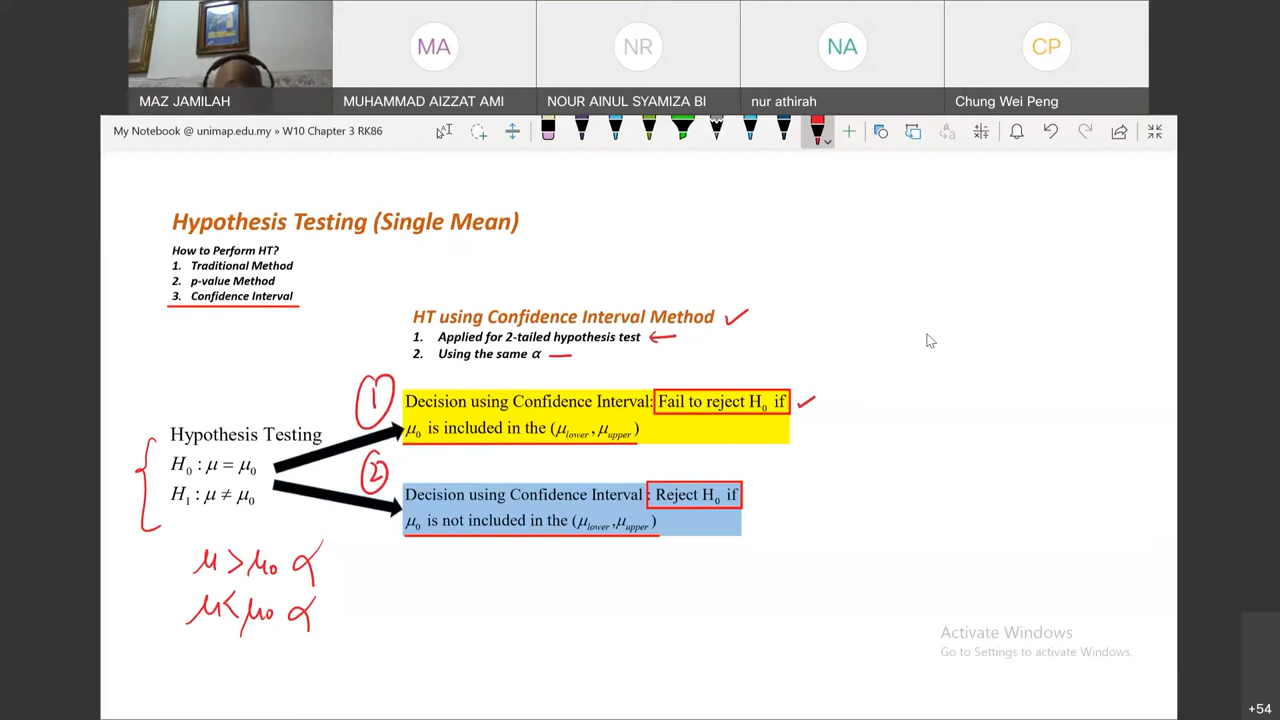 MA
NR
NA
CP
MAZ JAMILAH
MUHAMMAD AIZZAT AMI
NOUR AINUL SYAMIZA BI
nur athirah
Chung Wei Peng
My Notebook @ unimap.edu.my » W10 Chapter 3 RK86
Hypothesis Testing (Single Mean)
How to Perform HT?
1. Traditional Method
2. p-value Method
3. Confidence Interval
HT using Confidence Interval Method ✓
1. Applied for 2-tailed hypothesis test ←
2. Using the same α —
① Decision using Confidence Interval: Fail to reject H₀ if ✓
μ₀ is included in the (μ_lower, μ_upper)
Hypothesis Testing
H₀ : μ = μ₀
H₁ : μ ≠ μ₀
② Decision using Confidence Interval : Reject H₀ if
μ₀ is not included in the (μ_lower, μ_upper)
μ > μ₀ α
μ < μ₀ α
Activate Windows
Go to Settings to activate Windows.
+54